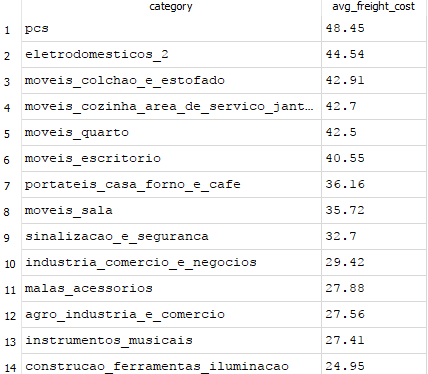 category avg_freight_cost
1 pcs 48.45
2 eletrodomesticos_2 44.54
3 moveis_colchao_e_estofado 42.91
4 moveis_cozinha_area_de_servico_jant… 42.7
5 moveis_quarto 42.5
6 moveis_escritorio 40.55
7 portateis_casa_forno_e_cafe 36.16
8 moveis_sala 35.72
9 sinalizacao_e_seguranca 32.7
10 industria_comercio_e_negocios 29.42
11 malas_acessorios 27.88
12 agro_industria_e_comercio 27.56
13 instrumentos_musicais 27.41
14 construcao_ferramentas_iluminacao 24.95